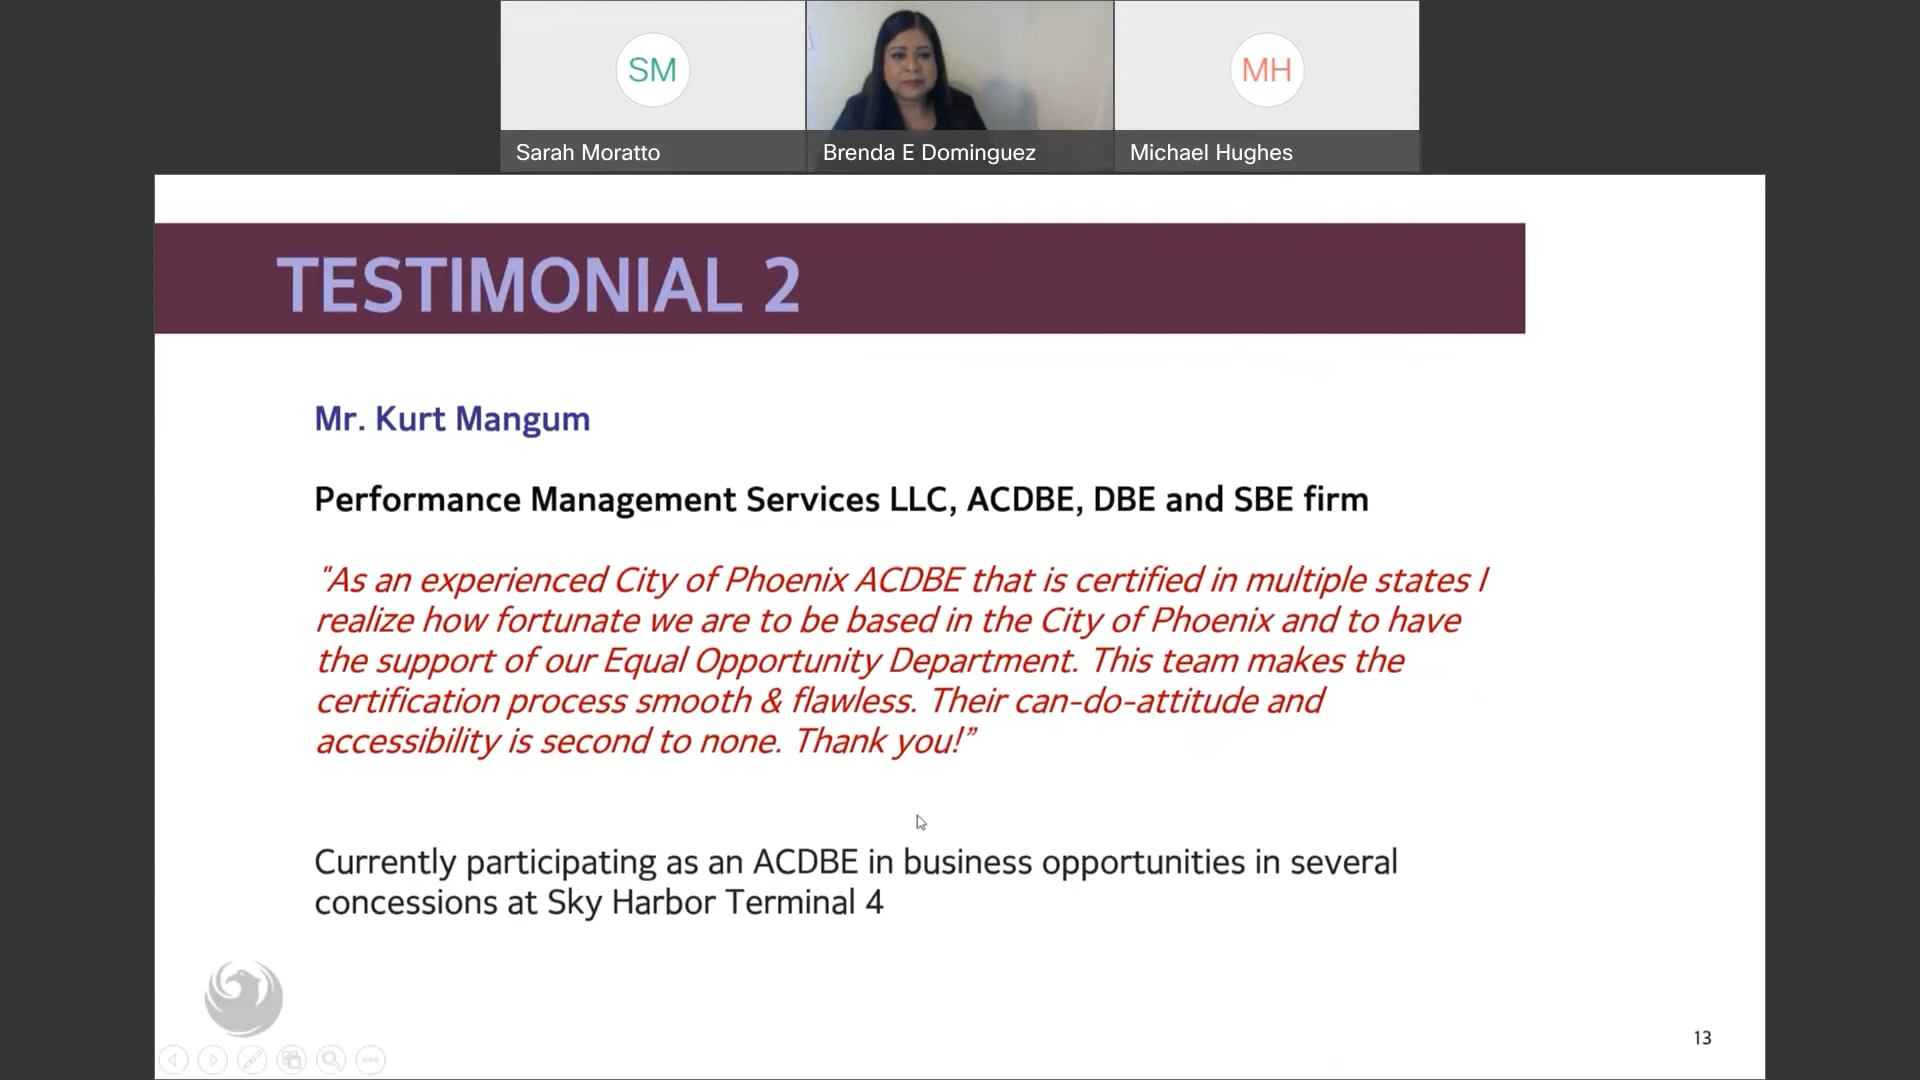 SM
MH
Sarah Moratto
Brenda E Dominguez
Michael Hughes
TESTIMONIAL 2
Mr. Kurt Mangum
Performance Management Services LLC, ACDBE, DBE and SBE firm
"As an experienced City of Phoenix ACDBE that is certified in multiple states I
realize how fortunate we are to be based in the City of Phoenix and to have
the support of our Equal Opportunity Department. This team makes the
certification process smooth & flawless. Their can-do-attitude and
accessibility is second to none. Thank you!”
Currently participating as an ACDBE in business opportunities in several
concessions at Sky Harbor Terminal 4
13